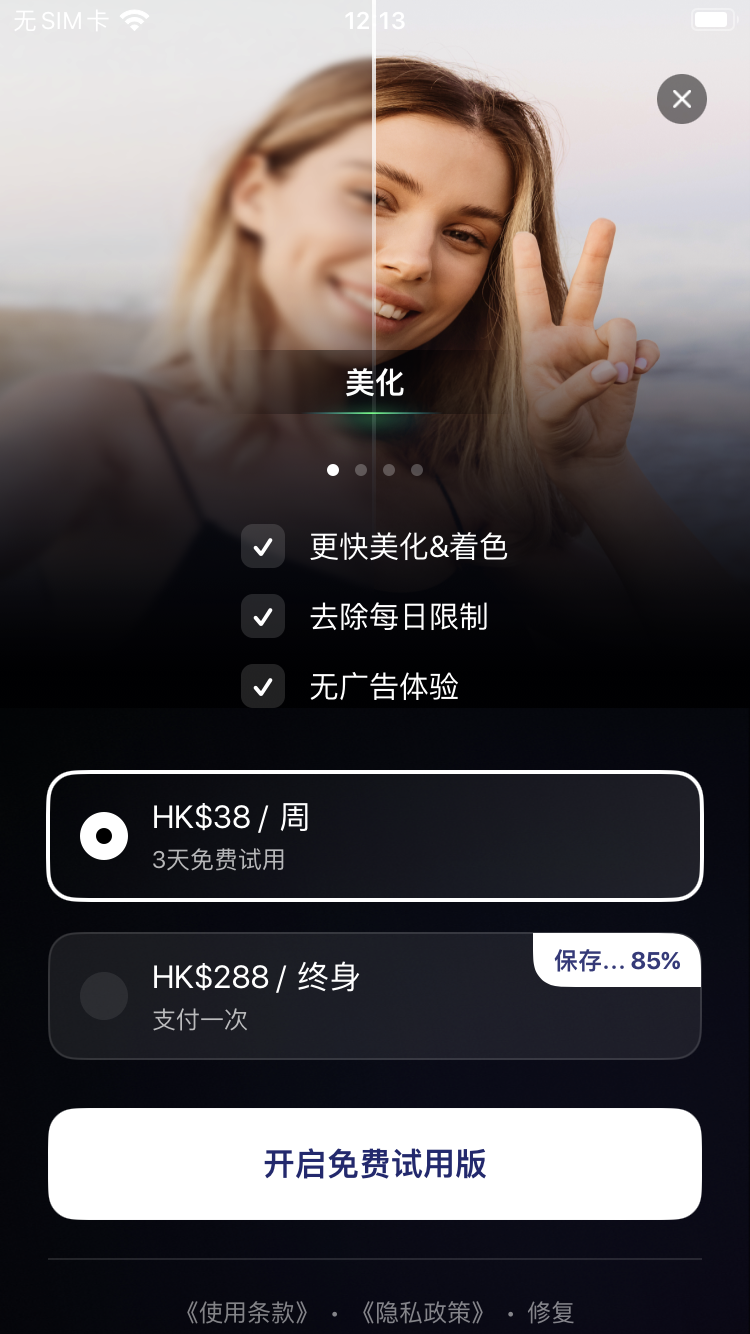 无SIM卡
12:13
美化
更快美化&着色
去除每日限制
无广告体验
HK$38 / 周
3天免费试用
保存... 85%
HK$288 / 终身
支付一次
开启免费试用版
《使用条款》 • 《隐私政策》 • 修复